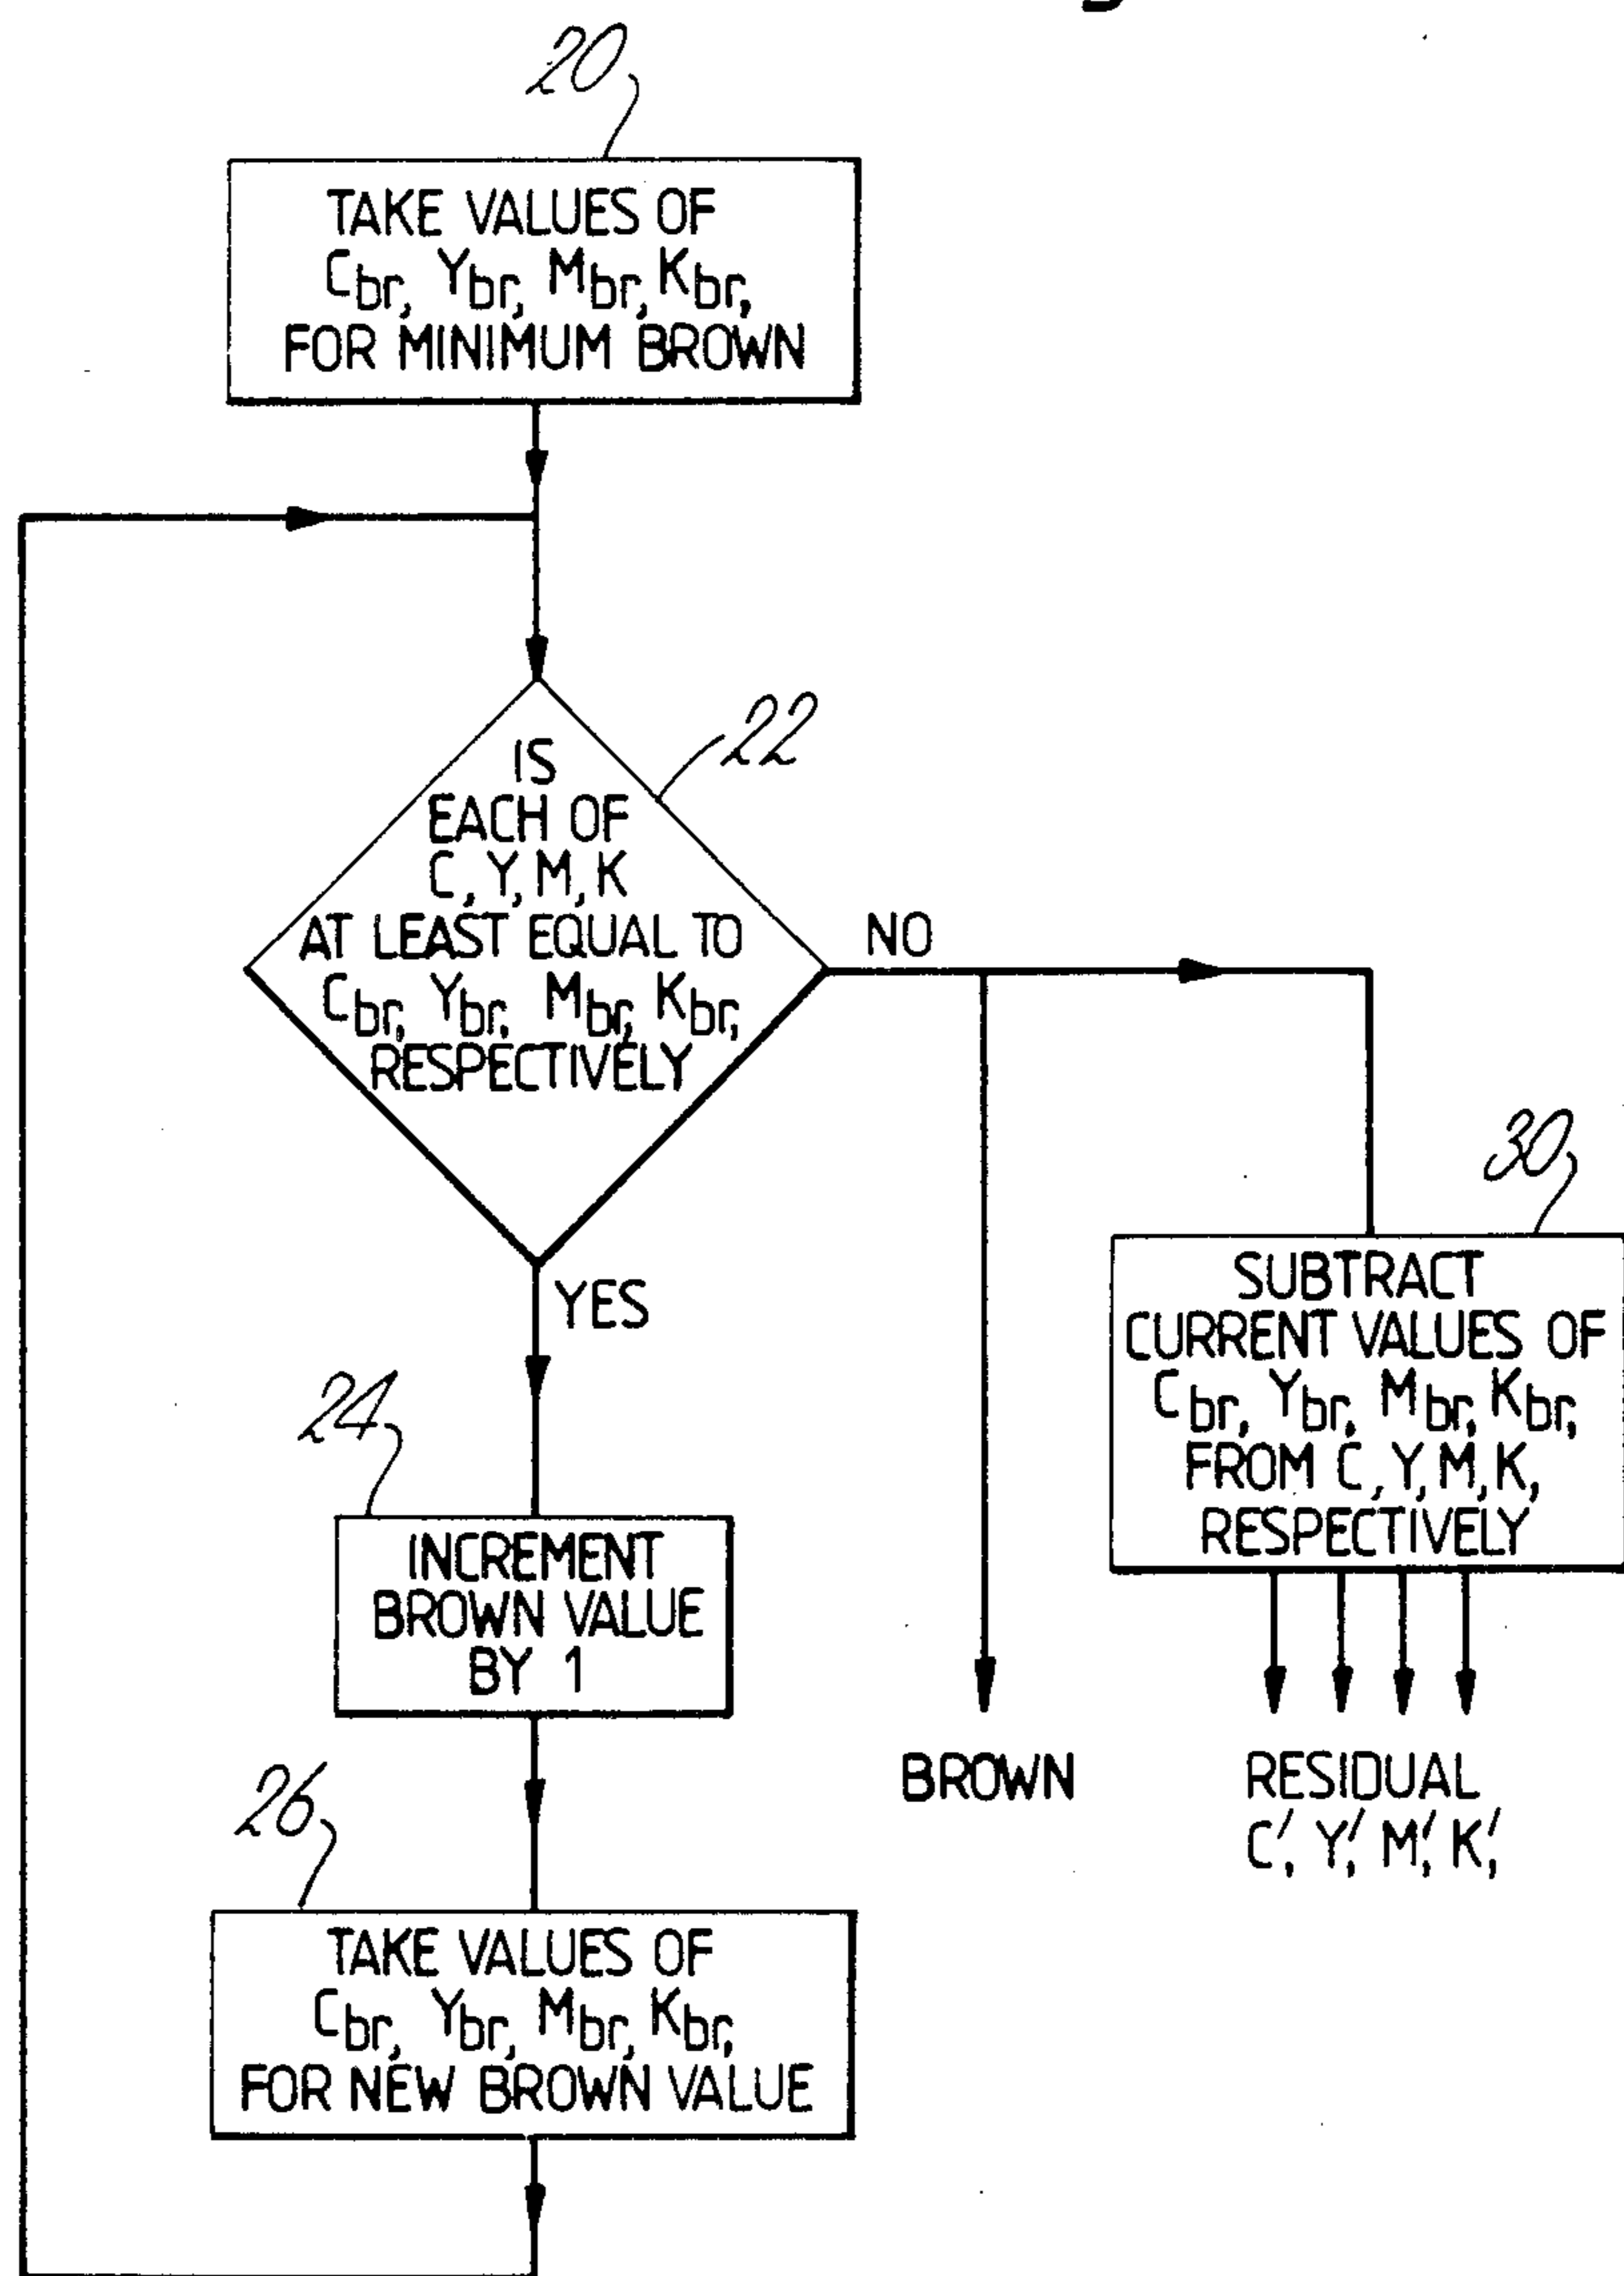 20
TAKE VALUES OF
Cbr, Ybr, Mbr, Kbr,
FOR MINIMUM BROWN
22
IS
EACH OF
C, Y, M, K
AT LEAST EQUAL TO
Cbr, Ybr, Mbr, Kbr,
RESPECTIVELY
NO
YES
30
SUBTRACT
CURRENT VALUES OF
Cbr, Ybr, Mbr, Kbr,
FROM C, Y, M, K,
RESPECTIVELY
24
INCREMENT
BROWN VALUE
BY 1
BROWN
RESIDUAL
C', Y', M', K',
26
TAKE VALUES OF
Cbr, Ybr, Mbr, Kbr,
FOR NEW BROWN VALUE